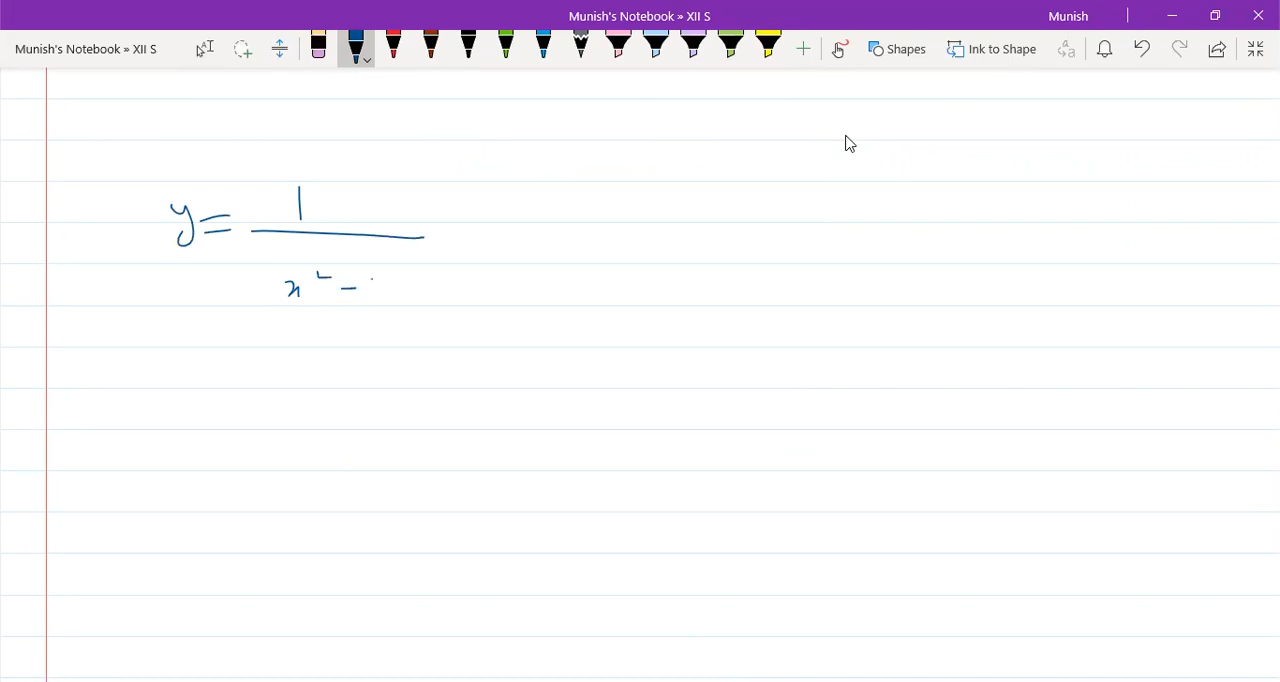 Munish's Notebook » XII S
Munish
Munish's Notebook » XII S
Shapes
Ink to Shape
y = 1
x² -